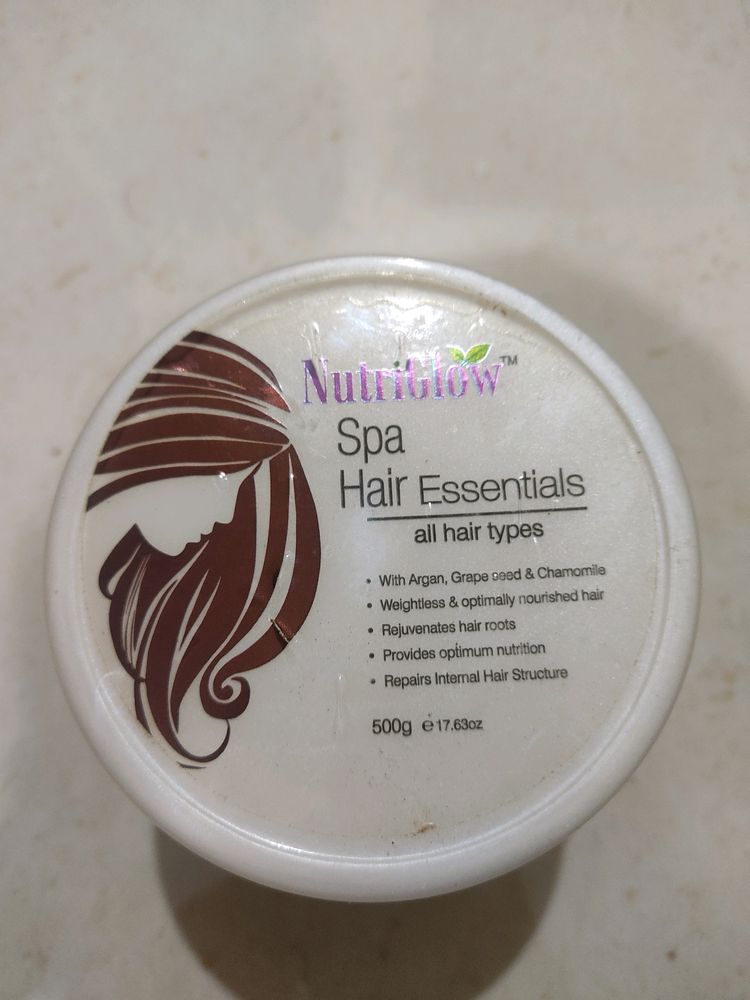 NutriGlow™
Spa
Hair Essentials
all hair types
• With Argan, Grape seed & Chamomile
• Weightless & optimally nourished hair
• Rejuvenates hair roots
• Provides optimum nutrition
• Repairs Internal Hair Structure
500g ℮ 17.63oz